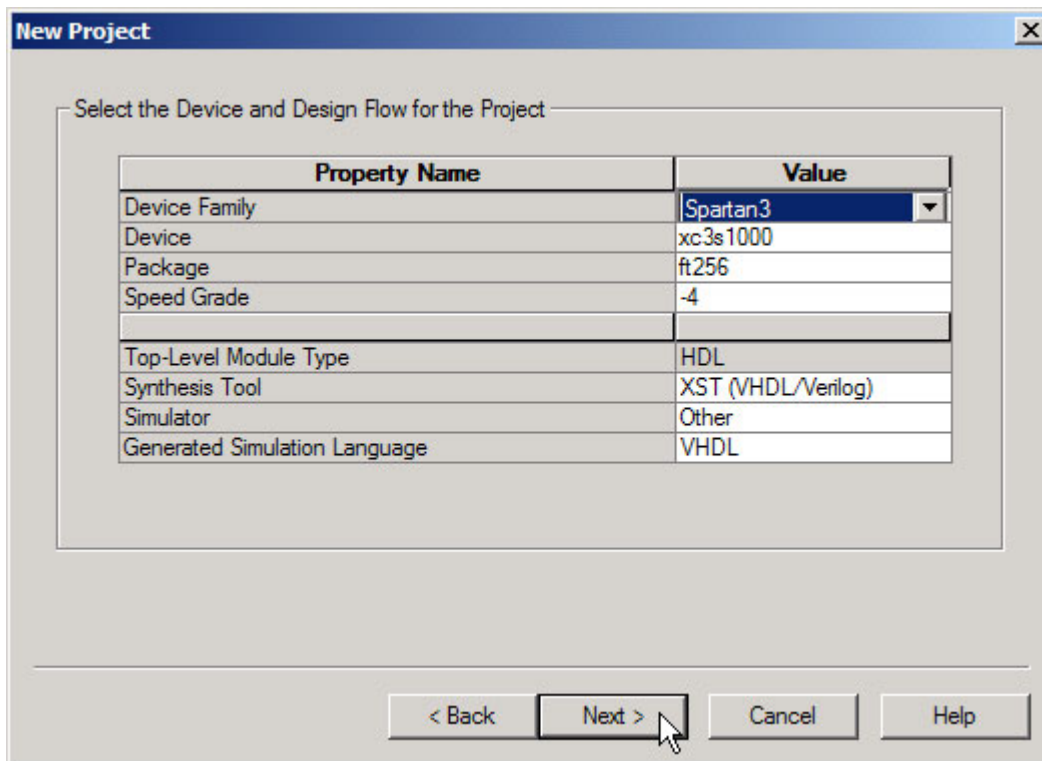 New Project
Select the Device and Design Flow for the Project
Property Name Value
Device Family Spartan3
Device xc3s1000
Package ft256
Speed Grade -4
Top-Level Module Type HDL
Synthesis Tool XST (VHDL/Verilog)
Simulator Other
Generated Simulation Language VHDL
< Back Next > Cancel Help